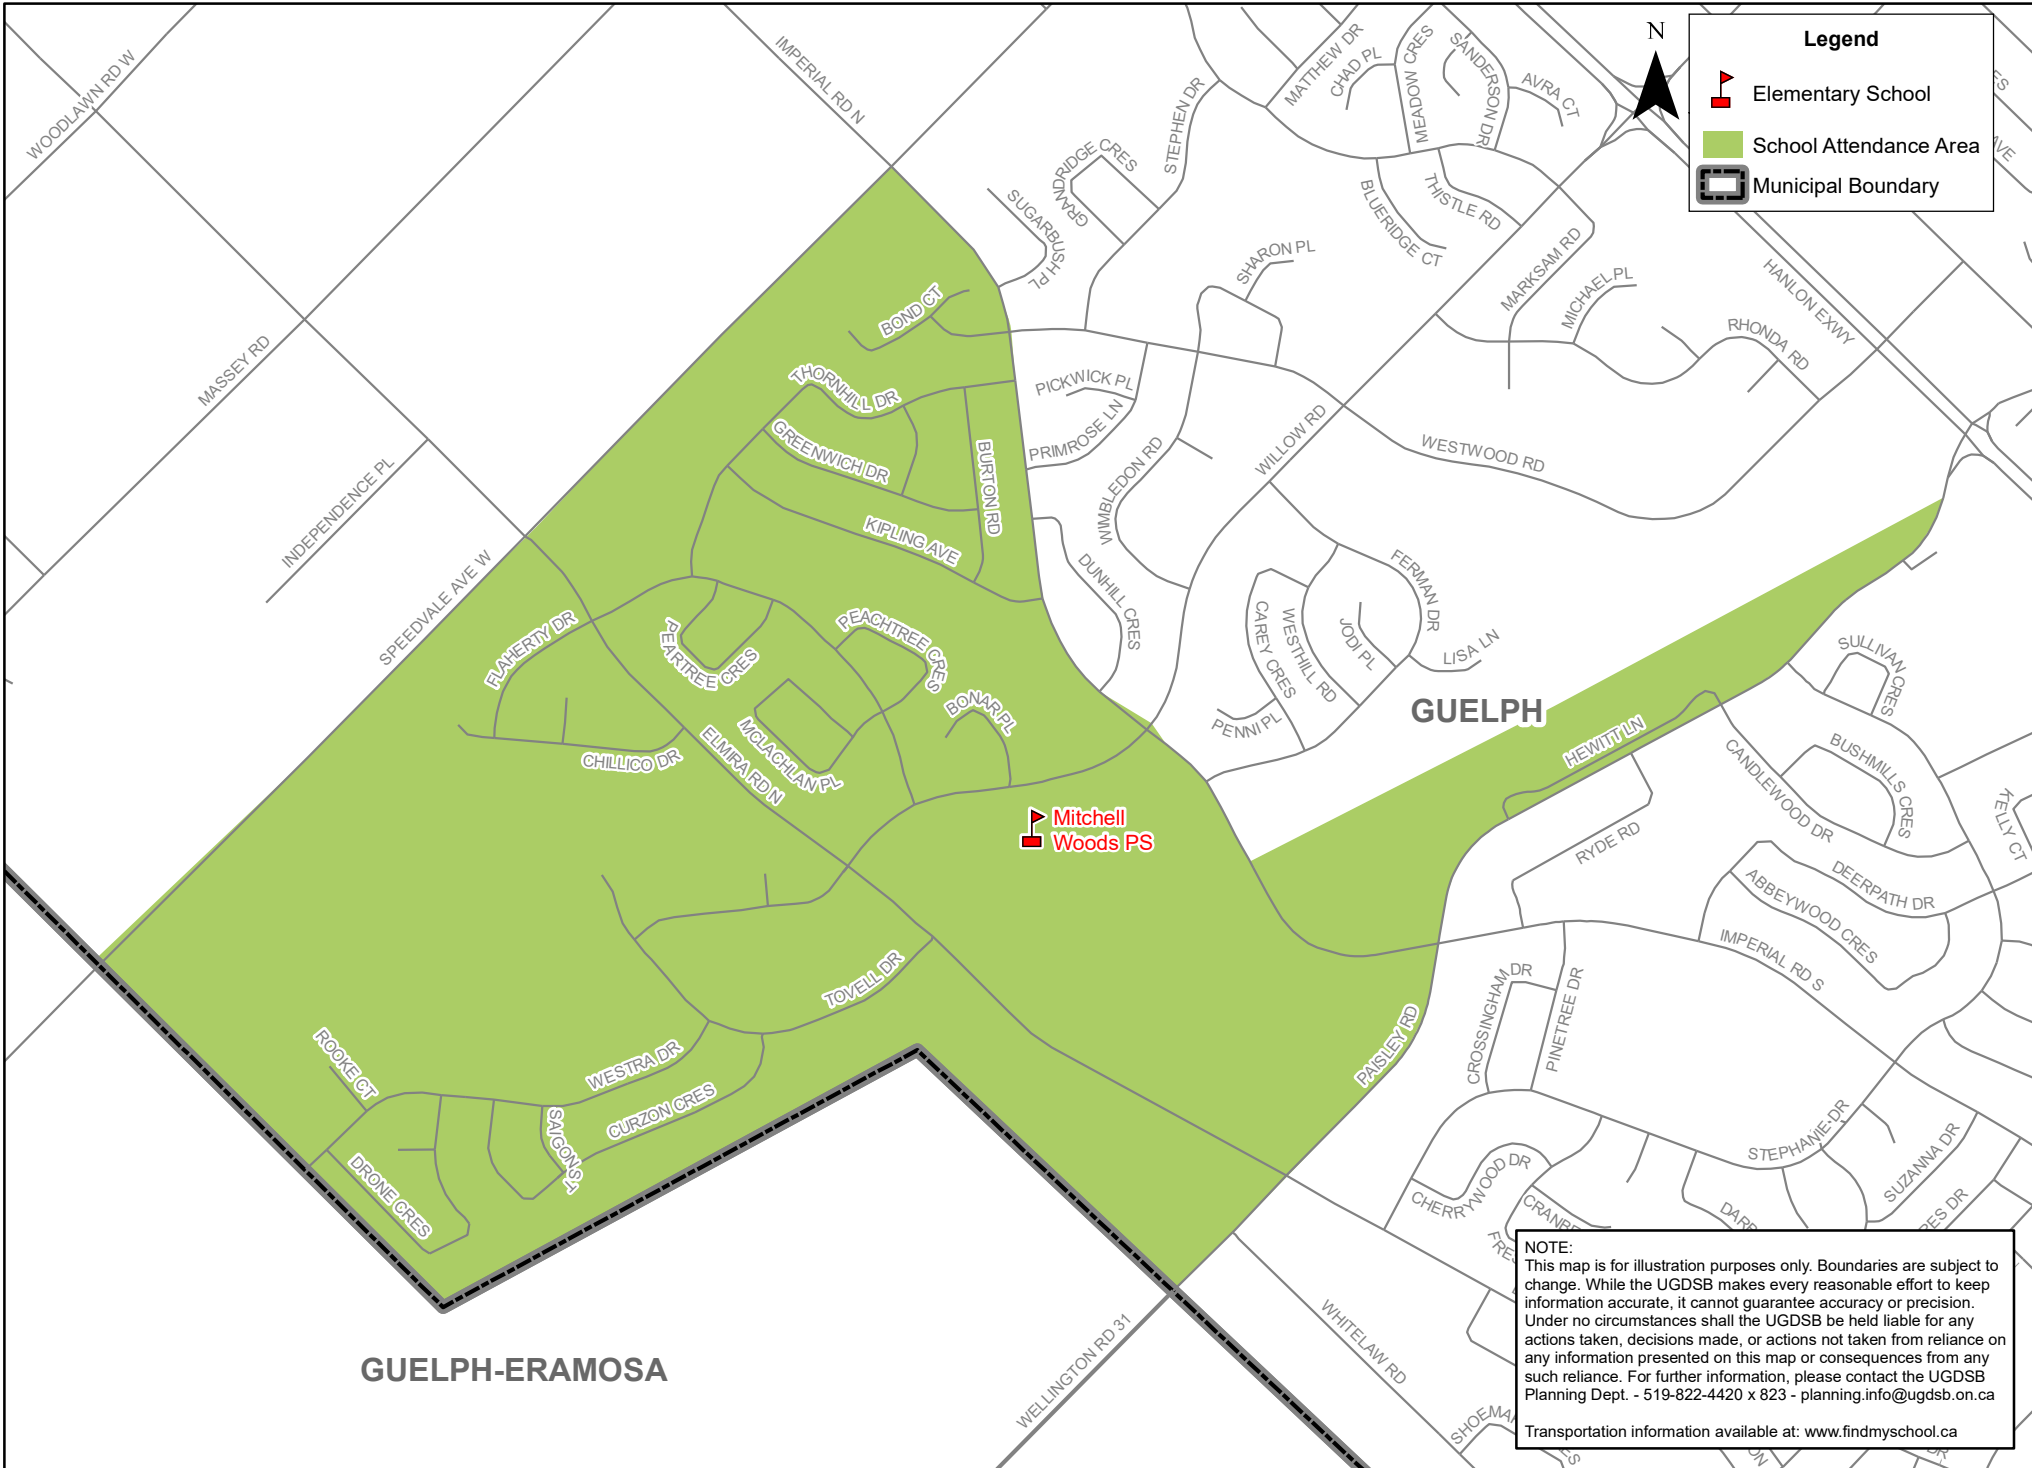 WOODLAWN RD W
IMPERIAL RD N
MASSEY RD
INDEPENDENCE PL
SPEEDVALE AVE W
STEPHEN DR
GRANDRIDGE CRES
SUGARBUSH PL
MATTHEW DR
CHAD PL
MEADOW CRES
SANDERSON DR
AVRA CT
THISTLE RD
BLUERIDGE CT
SHARON PL
MARKSAM RD
MICHAEL PL
RHONDA RD
HANLON EXWY
AVE
N
Legend
Elementary School
School Attendance Area
Municipal Boundary
BOND CT
THORNHILL DR
GREENWICH DR
BURTON RD
KIPLING AVE
PICKWICK PL
PRIMROSE LN
WIMBLEDON RD
WILLOW RD
WESTWOOD RD
DUNHILL CRES
FERMAN DR
CAREY CRES
WESTHILL RD
JODI PL
LISA LN
PENNI PL
GUELPH
FLAHERTY DR
PEARTREE CRES
PEACHTREE CRES
BONAR PL
MCLACHLAN PL
ELMIRA RD N
CHILLICO DR
Mitchell
Woods PS
HEWITT LN
SULLIVAN CRES
BUSHMILLS CRES
CANDLEWOOD DR
KELLY CT
RYDE RD
DEERPATH DR
ABBEYWOOD CRES
IMPERIAL RD S
CROSSINGHAM DR
PINETREE DR
PAISLEY RD
TOVELL DR
WESTRA DR
CURZON CRES
ROOKE CT
SAIGON ST
DRONE CRES
STEPHANIE DR
SUZANNA DR
CHERRYWOOD DR
WHITELAW RD
WELLINGTON RD 31
GUELPH-ERAMOSA
NOTE:
This map is for illustration purposes only. Boundaries are subject to
change. While the UGDSB makes every reasonable effort to keep
information accurate, it cannot guarantee accuracy or precision.
Under no circumstances shall the UGDSB be held liable for any
actions taken, decisions made, or actions not taken from reliance on
any information presented on this map or consequences from any
such reliance. For further information, please contact the UGDSB
Planning Dept. - 519-822-4420 x 823 - planning.info@ugdsb.on.ca
Transportation information available at: www.findmyschool.ca